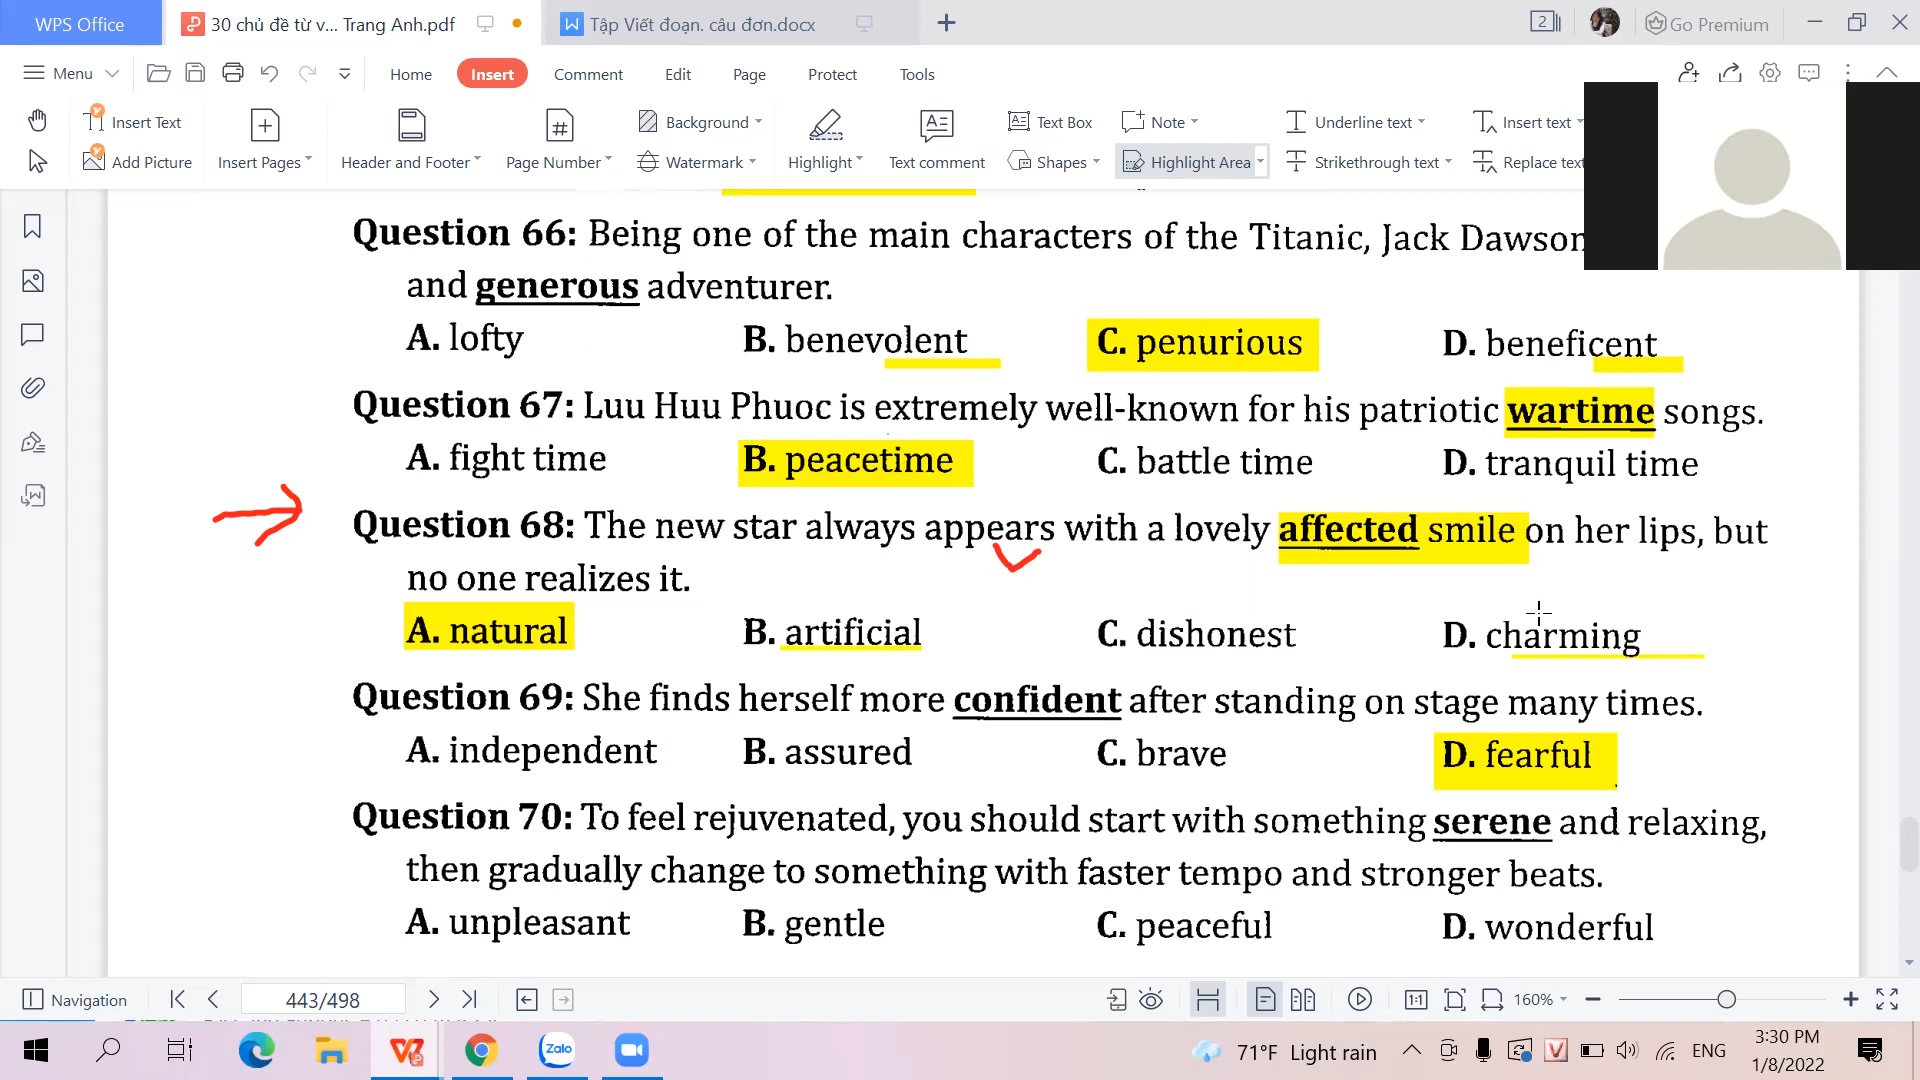 WPS Office
30 chủ đề từ v... Trang Anh.pdf
Tập Viết đoạn. câu đơn.docx
2
Go Premium
Menu
Home
Insert
Comment
Edit
Page
Protect
Tools
Insert Text
Add Picture
Insert Pages
Header and Footer
Page Number
Background
Watermark
Highlight
Text comment
Text Box
Shapes
Note
Highlight Area
Underline text
Strikethrough text
Insert text
Replace text
Question 66: Being one of the main characters of the Titanic, Jack Dawson
and generous adventurer.
A. lofty B. benevolent C. penurious D. beneficent
Question 67: Luu Huu Phuoc is extremely well-known for his patriotic wartime songs.
A. fight time B. peacetime C. battle time D. tranquil time
Question 68: The new star always appears with a lovely affected smile on her lips, but
no one realizes it.
A. natural B. artificial C. dishonest D. charming
Question 69: She finds herself more confident after standing on stage many times.
A. independent B. assured C. brave D. fearful
Question 70: To feel rejuvenated, you should start with something serene and relaxing,
then gradually change to something with faster tempo and stronger beats.
A. unpleasant B. gentle C. peaceful D. wonderful
Navigation
443/498
1:1
160%
Zalo
71°F Light rain
ENG
3:30 PM
1/8/2022